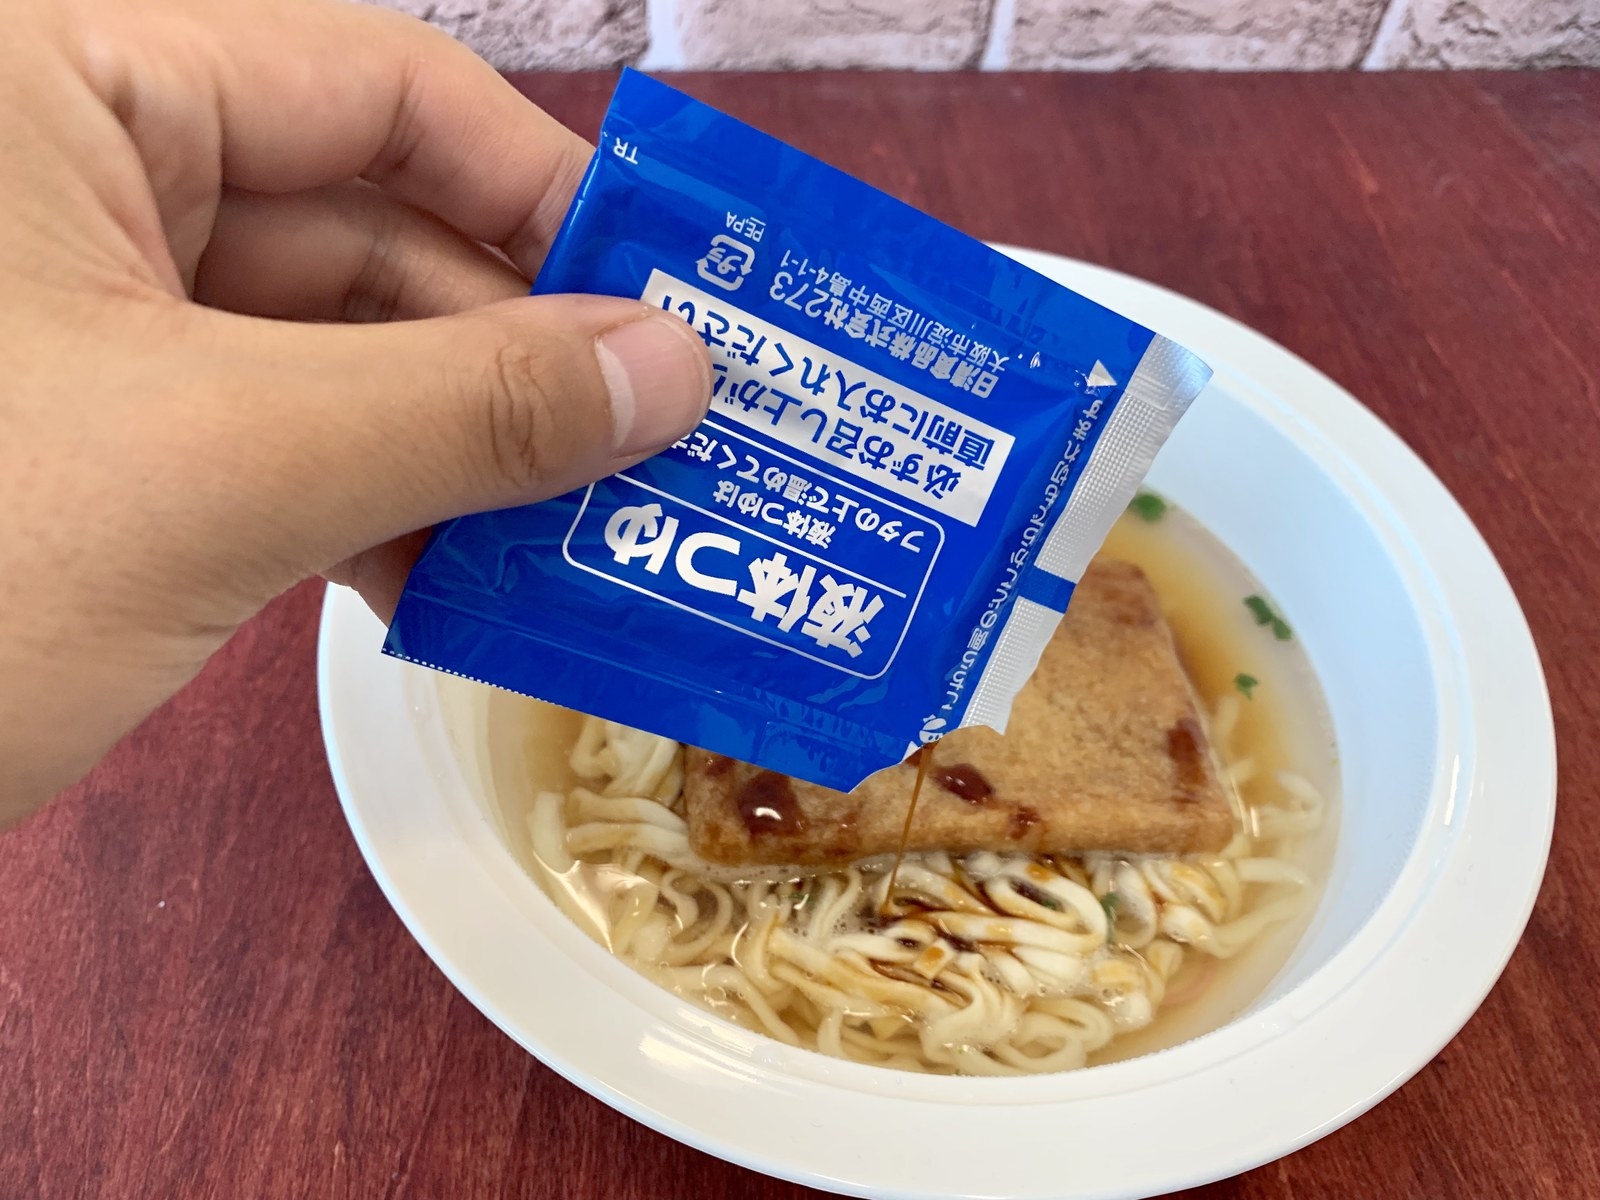 液体つゆ
液体つゆは
フタの上で温めてくださ
必ずお召し上がり
直前にお入れください
日清食品株式会社273
大阪市淀川区西中島4-1-1
PE,PA
TR